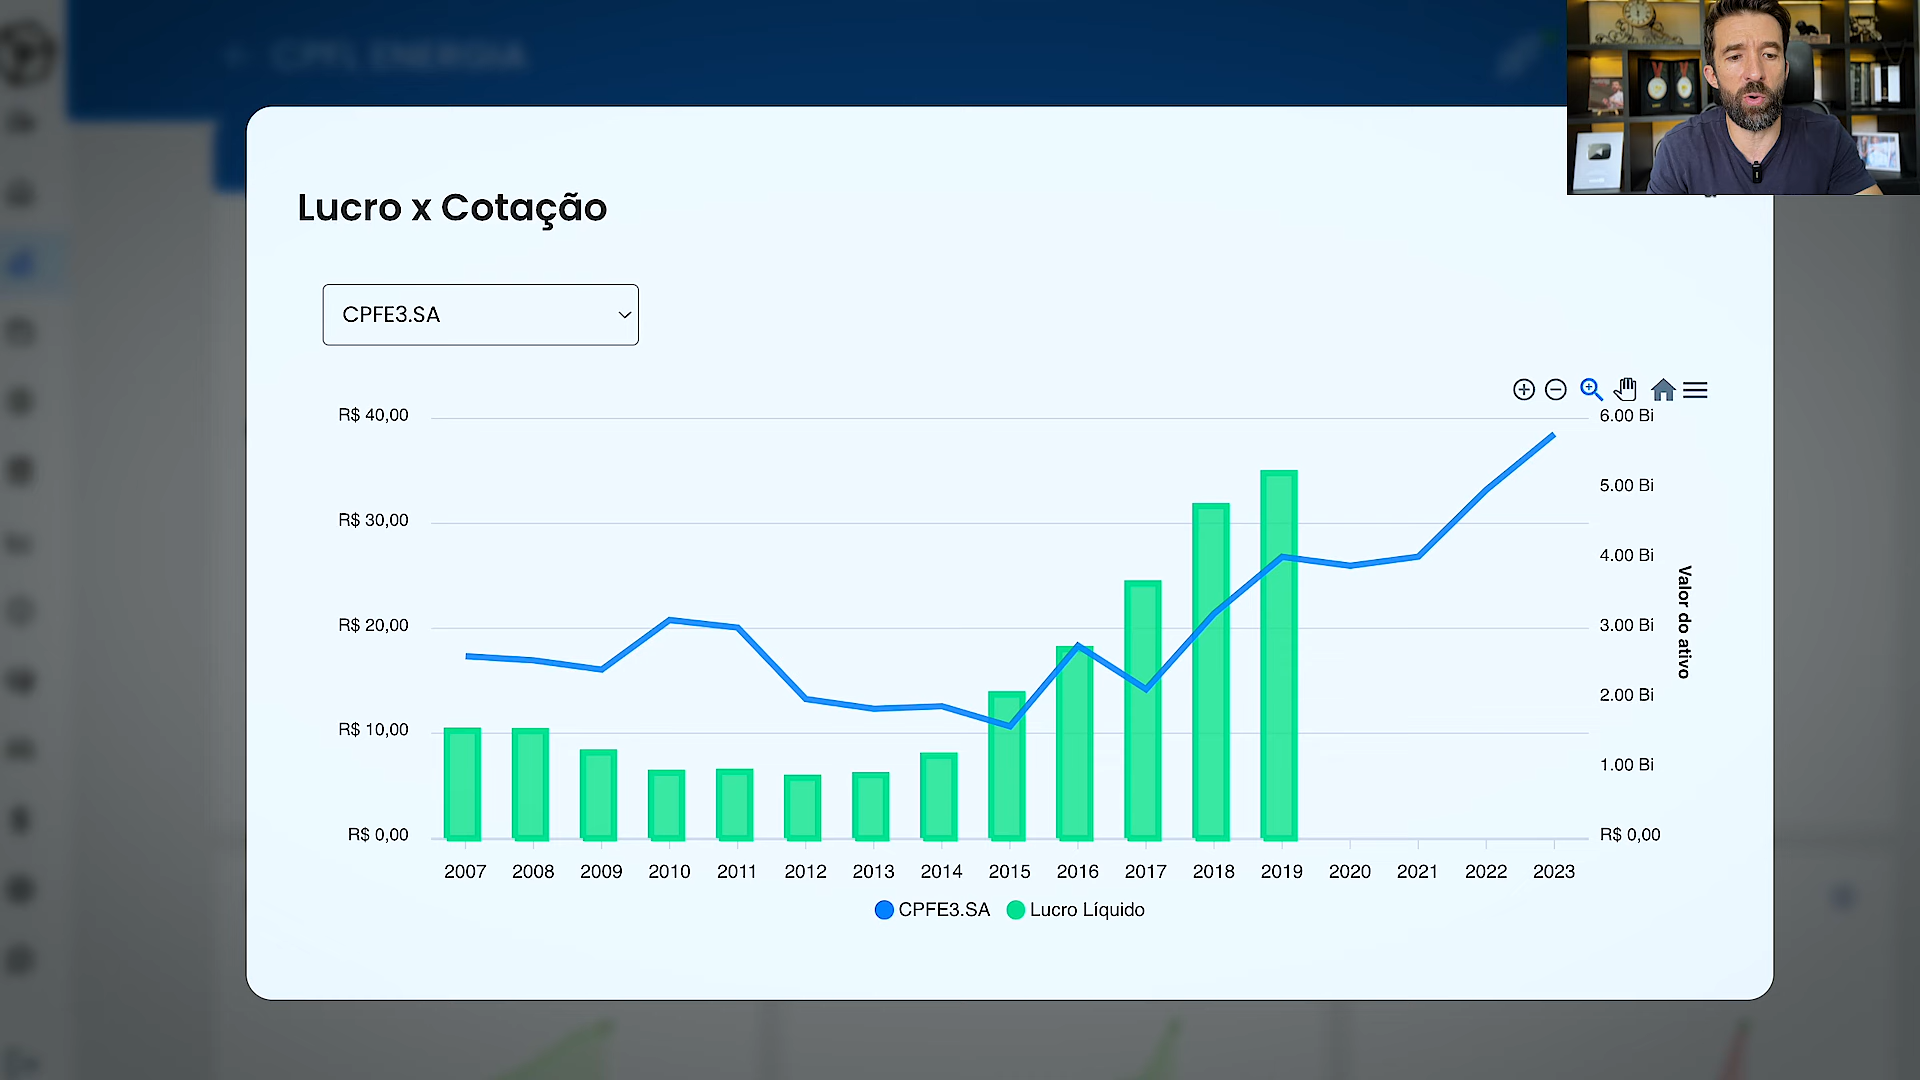 CPFL ENERGIA
Lucro x Cotação
CPFE3.SA
R$ 40,00
R$ 30,00
R$ 20,00
R$ 10,00
R$ 0,00
6.00 Bi
5.00 Bi
4.00 Bi
3.00 Bi
2.00 Bi
1.00 Bi
R$ 0,00
Valor do ativo
2007 2008 2009 2010 2011 2012 2013 2014 2015 2016 2017 2018 2019 2020 2021 2022 2023
CPFE3.SA Lucro Líquido